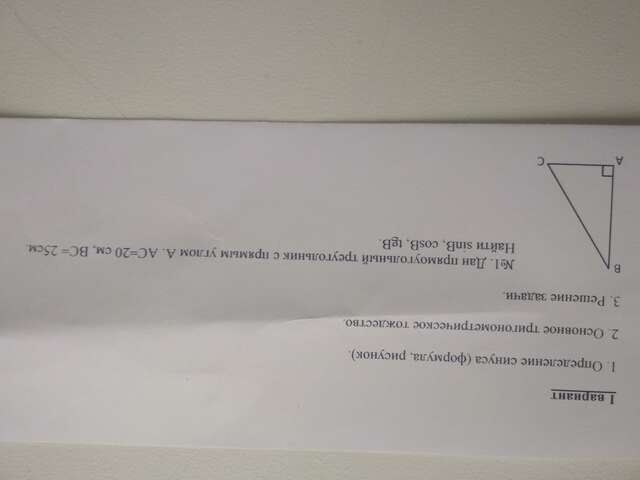 1 вариант
1. Определение синуса (формула, рисунок).
2. Основное тригонометрическое тождество.
3. Решение задачи.
№1. Дан прямоугольный треугольник с прямым углом А. АС=20 см, ВС= 25см.
Найти sinB, cosB, tgB.
B
A
C